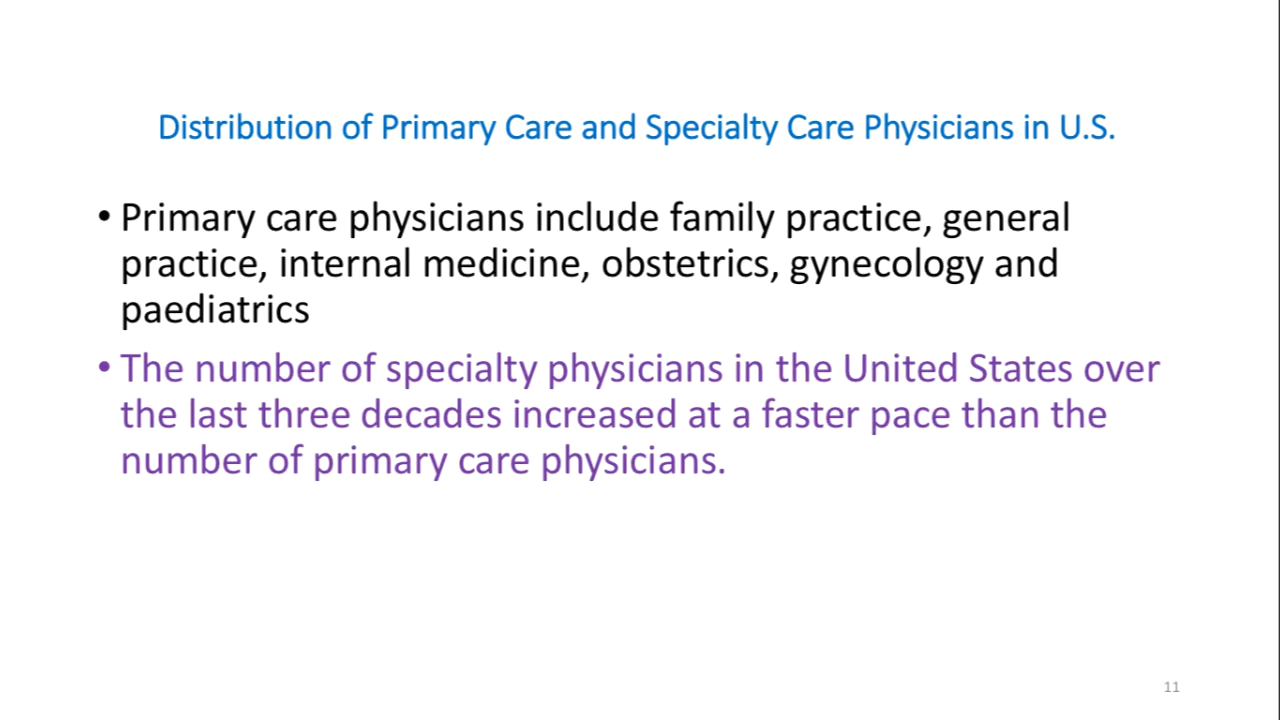 Distribution of Primary Care and Specialty Care Physicians in U.S.
• Primary care physicians include family practice, general
practice, internal medicine, obstetrics, gynecology and
paediatrics
• The number of specialty physicians in the United States over
the last three decades increased at a faster pace than the
number of primary care physicians.
11